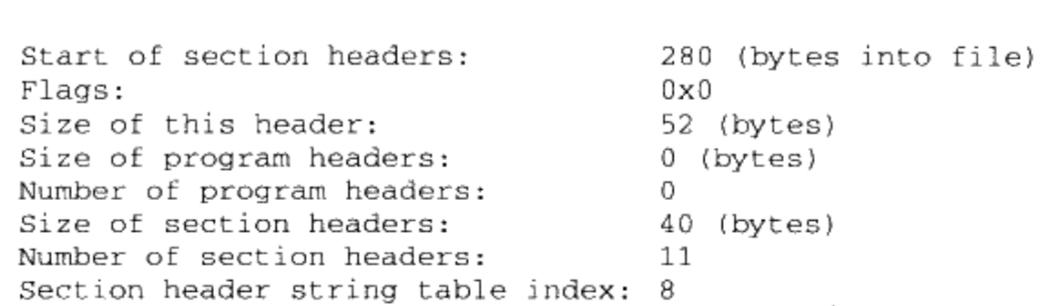 Start of section headers: 280 (bytes into file)
Flags: 0x0
Size of this header: 52 (bytes)
Size of program headers: 0 (bytes)
Number of program headers: 0
Size of section headers: 40 (bytes)
Number of section headers: 11
Section header string table index: 8